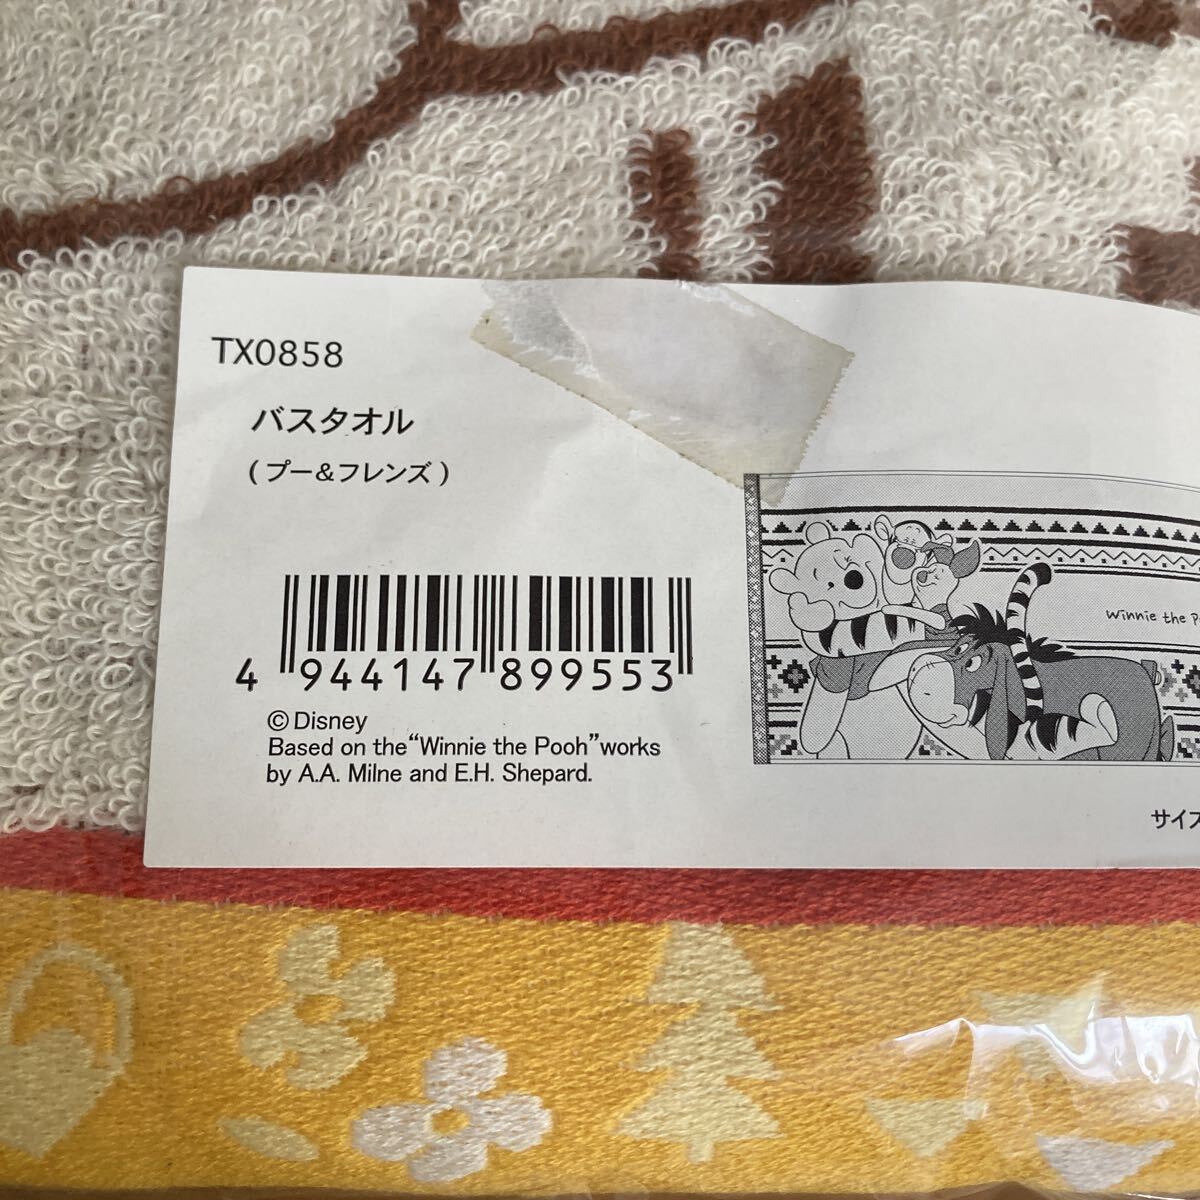 TX0858
バスタオル
(プー&フレンズ)
Winnie the
4 944147 899553
© Disney
Based on the “Winnie the Pooh” works
by A.A. Milne and E.H. Shepard.
サイズ